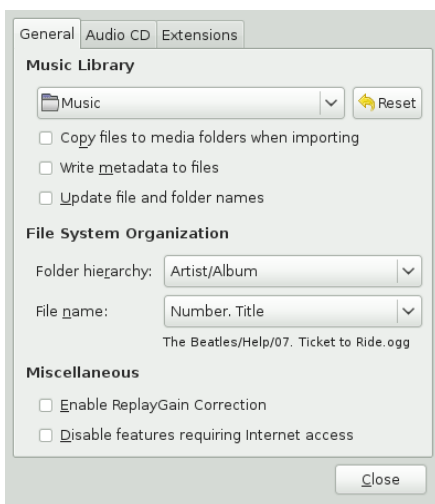 General Audio CD Extensions
Music Library
Music Reset
Copy files to media folders when importing
Write metadata to files
Update file and folder names
File System Organization
Folder hierarchy: Artist/Album
File name: Number. Title
The Beatles/Help/07. Ticket to Ride.ogg
Miscellaneous
Enable ReplayGain Correction
Disable features requiring Internet access
Close